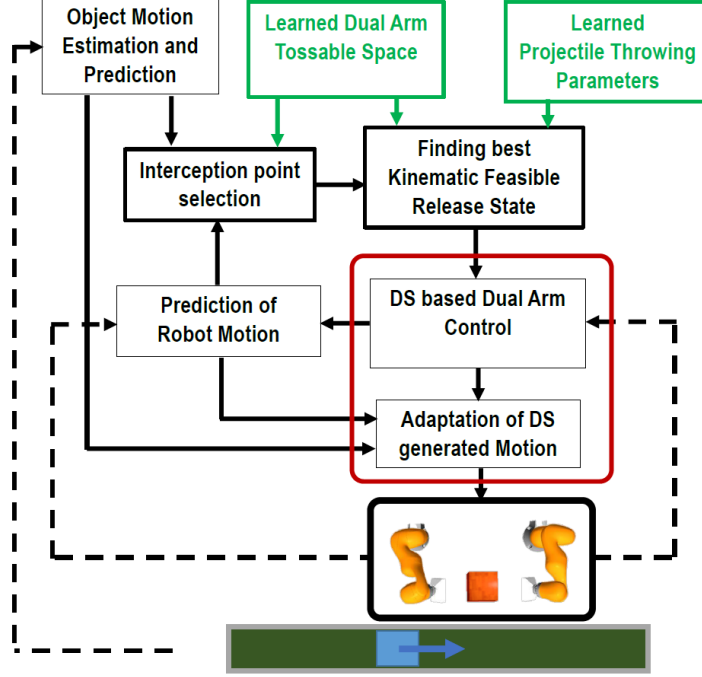 Object Motion
Estimation and
Prediction
Learned Dual Arm
Tossable Space
Learned
Projectile Throwing
Parameters
Interception point
selection
Finding best
Kinematic Feasible
Release State
Prediction of
Robot Motion
DS based Dual Arm
Control
Adaptation of DS
generated Motion